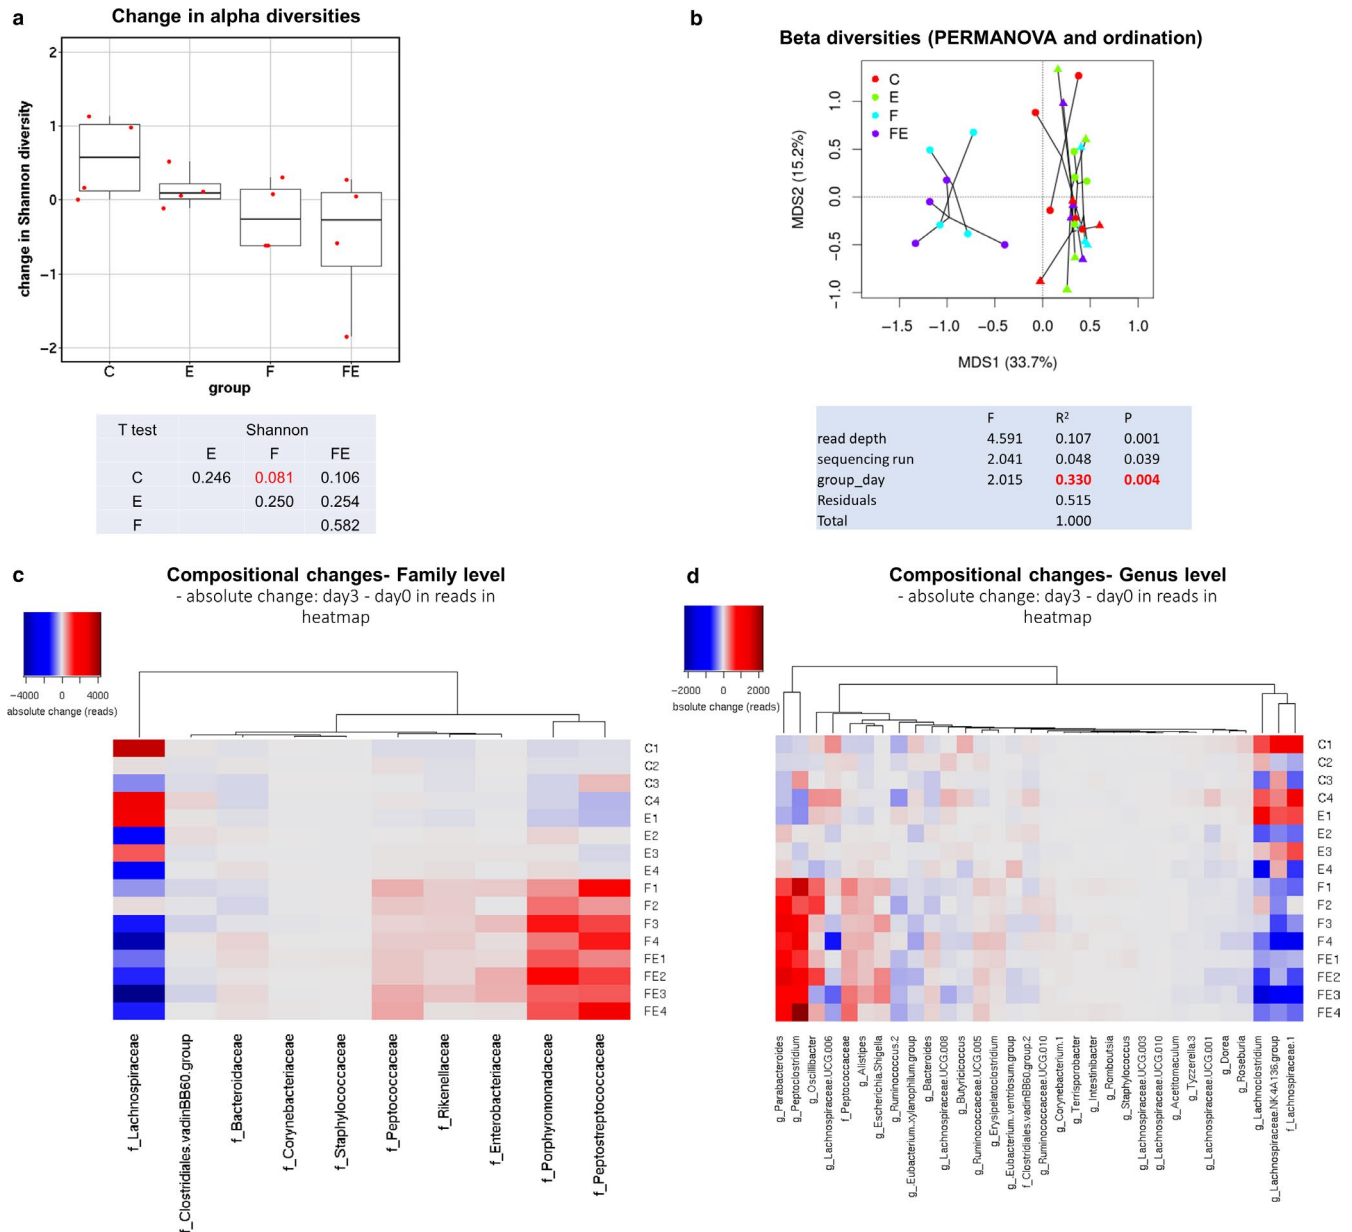 a
Change in alpha diversities
2
1
0
−1
−2
change in Shannon diversity
C E F FE
group
T test Shannon
E F FE
C 0.246 0.081 0.106
E 0.250 0.254
F 0.582
b
Beta diversities (PERMANOVA and ordination)
C
E
F
FE
1.0
0.5
0.0
−0.5
−1.0
MDS2 (15.2%)
−1.5 −1.0 −0.5 0.0 0.5 1.0
MDS1 (33.7%)
F R² P
read depth 4.591 0.107 0.001
sequencing run 2.041 0.048 0.039
group_day 2.015 0.330 0.004
Residuals 0.515
Total 1.000
c
Compositional changes- Family level
- absolute change: day3 - day0 in reads in
heatmap
−4000 0 4000
absolute change (reads)
C1
C2
C3
C4
E1
E2
E3
E4
F1
F2
F3
F4
FE1
FE2
FE3
FE4
f_Lachnospiraceae
f_Clostridiales.vadinBB60.group
f_Bacteroidaceae
f_Corynebacteriaceae
f_Staphylococcaceae
f_Peptococcaceae
f_Rikenellaceae
f_Enterobacteriaceae
f_Porphyromonadaceae
f_Peptostreptococcaceae
d
Compositional changes- Genus level
- absolute change: day3 - day0 in reads in
heatmap
−2000 0 2000
bsolute change (reads)
C1
C2
C3
C4
E1
E2
E3
E4
F1
F2
F3
F4
FE1
FE2
FE3
FE4
g_Parabacteroides
g_Peptoclostridium
g_Oscillibacter
g_Lachnospiraceae.UCG.006
f_Peptococcaceae
g_Alistipes
g_Escherichia.Shigella
g_Ruminococcus.2
g_.Eubacterium..xylanophilum.group
g_Bacteroides
g_Lachnospiraceae.UCG.008
g_Butyricicoccus
g_Ruminococcaceae.UCG.005
g_Erysipelatoclostridium
g_.Eubacterium..ventriosum.group
f_Clostridiales.vadinBB60.group.2
g_Ruminococcaceae.UCG.010
g_Corynebacterium.1
g_Terrisporobacter
g_Intestinibacter
g_Romboutsia
g_Staphylococcus
g_Lachnospiraceae.UCG.003
g_Lachnospiraceae.UCG.010
g_Acetitomaculum
g_Tyzzerella.3
g_Lachnospiraceae.UCG.001
g_Dorea
g_Roseburia
g_Lachnoclostridium
g_Lachnospiraceae.NK4A136.group
f_Lachnospiraceae.1